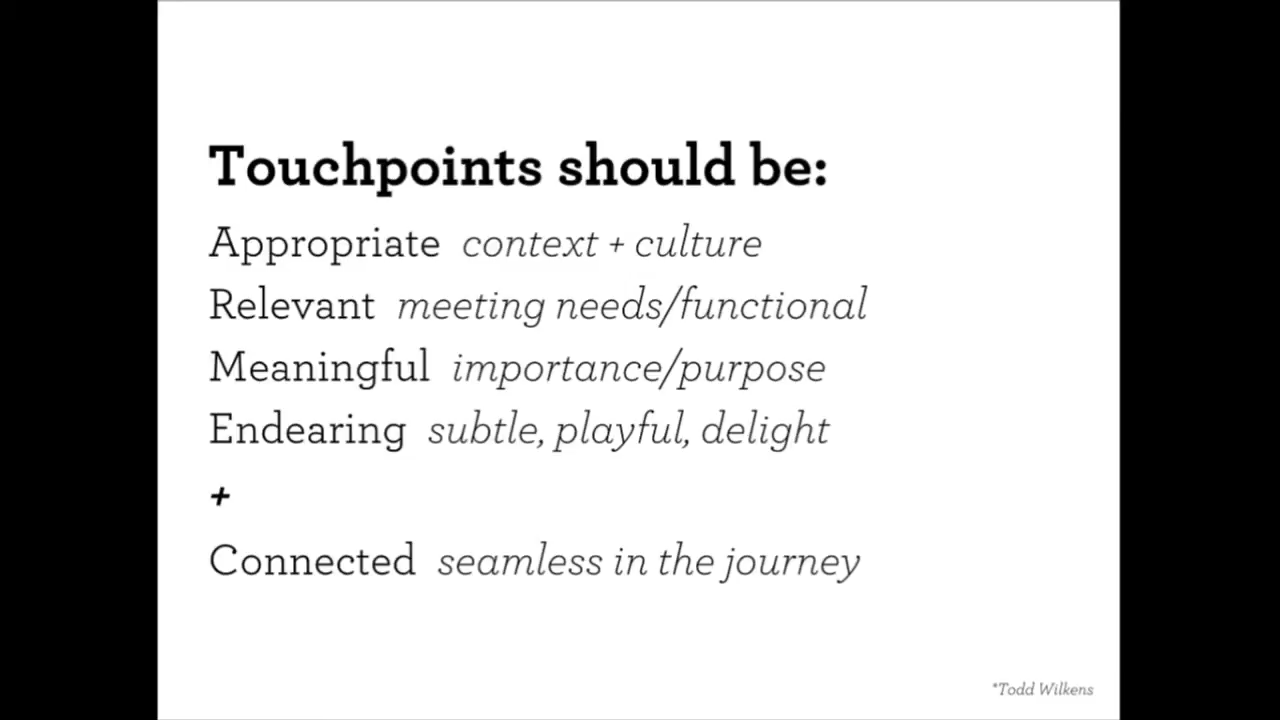 Touchpoints should be:
Appropriate context + culture
Relevant meeting needs/functional
Meaningful importance/purpose
Endearing subtle, playful, delight
+
Connected seamless in the journey
*Todd Wilkens